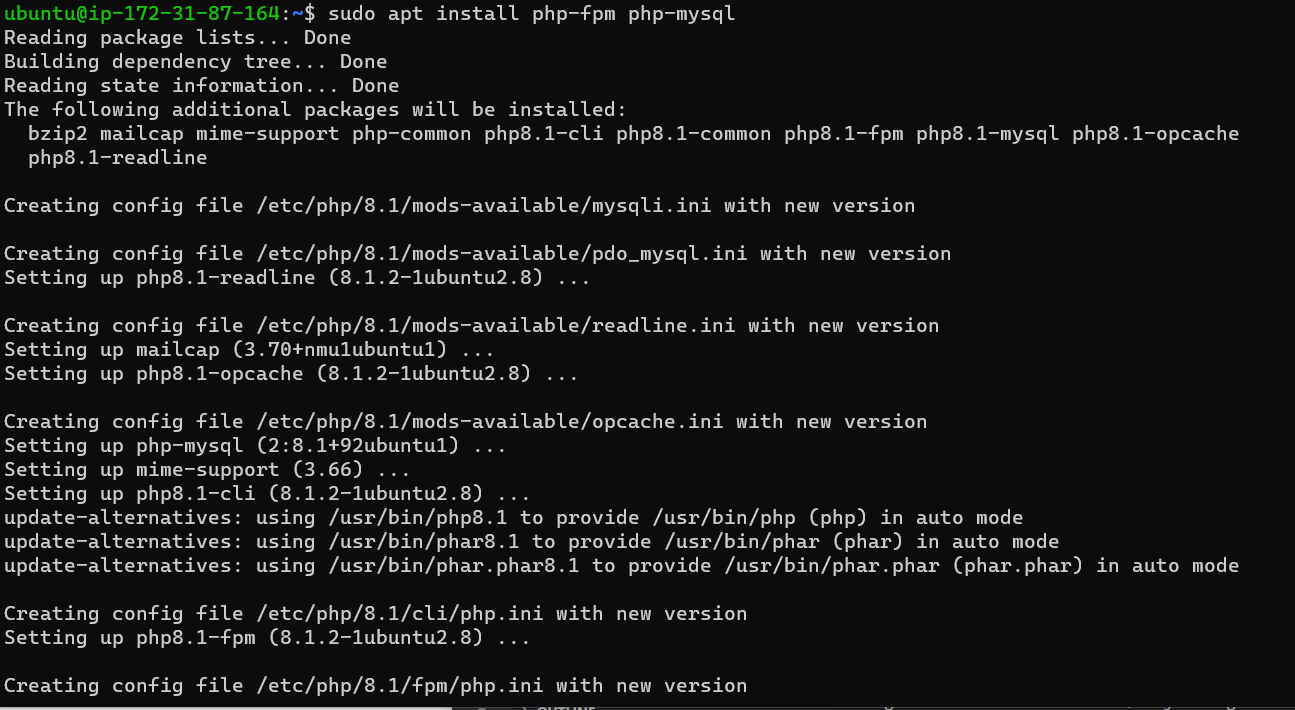 ubuntu@ip-172-31-87-164:~$ sudo apt install php-fpm php-mysql
Reading package lists... Done
Building dependency tree... Done
Reading state information... Done
The following additional packages will be installed:
  bzip2 mailcap mime-support php-common php8.1-cli php8.1-common php8.1-fpm php8.1-mysql php8.1-opcache
  php8.1-readline

Creating config file /etc/php/8.1/mods-available/mysqli.ini with new version

Creating config file /etc/php/8.1/mods-available/pdo_mysql.ini with new version
Setting up php8.1-readline (8.1.2-1ubuntu2.8) ...

Creating config file /etc/php/8.1/mods-available/readline.ini with new version
Setting up mailcap (3.70+nmu1ubuntu1) ...
Setting up php8.1-opcache (8.1.2-1ubuntu2.8) ...

Creating config file /etc/php/8.1/mods-available/opcache.ini with new version
Setting up php-mysql (2:8.1+92ubuntu1) ...
Setting up mime-support (3.66) ...
Setting up php8.1-cli (8.1.2-1ubuntu2.8) ...
update-alternatives: using /usr/bin/php8.1 to provide /usr/bin/php (php) in auto mode
update-alternatives: using /usr/bin/phar8.1 to provide /usr/bin/phar (phar) in auto mode
update-alternatives: using /usr/bin/phar.phar8.1 to provide /usr/bin/phar.phar (phar.phar) in auto mode

Creating config file /etc/php/8.1/cli/php.ini with new version
Setting up php8.1-fpm (8.1.2-1ubuntu2.8) ...

Creating config file /etc/php/8.1/fpm/php.ini with new version